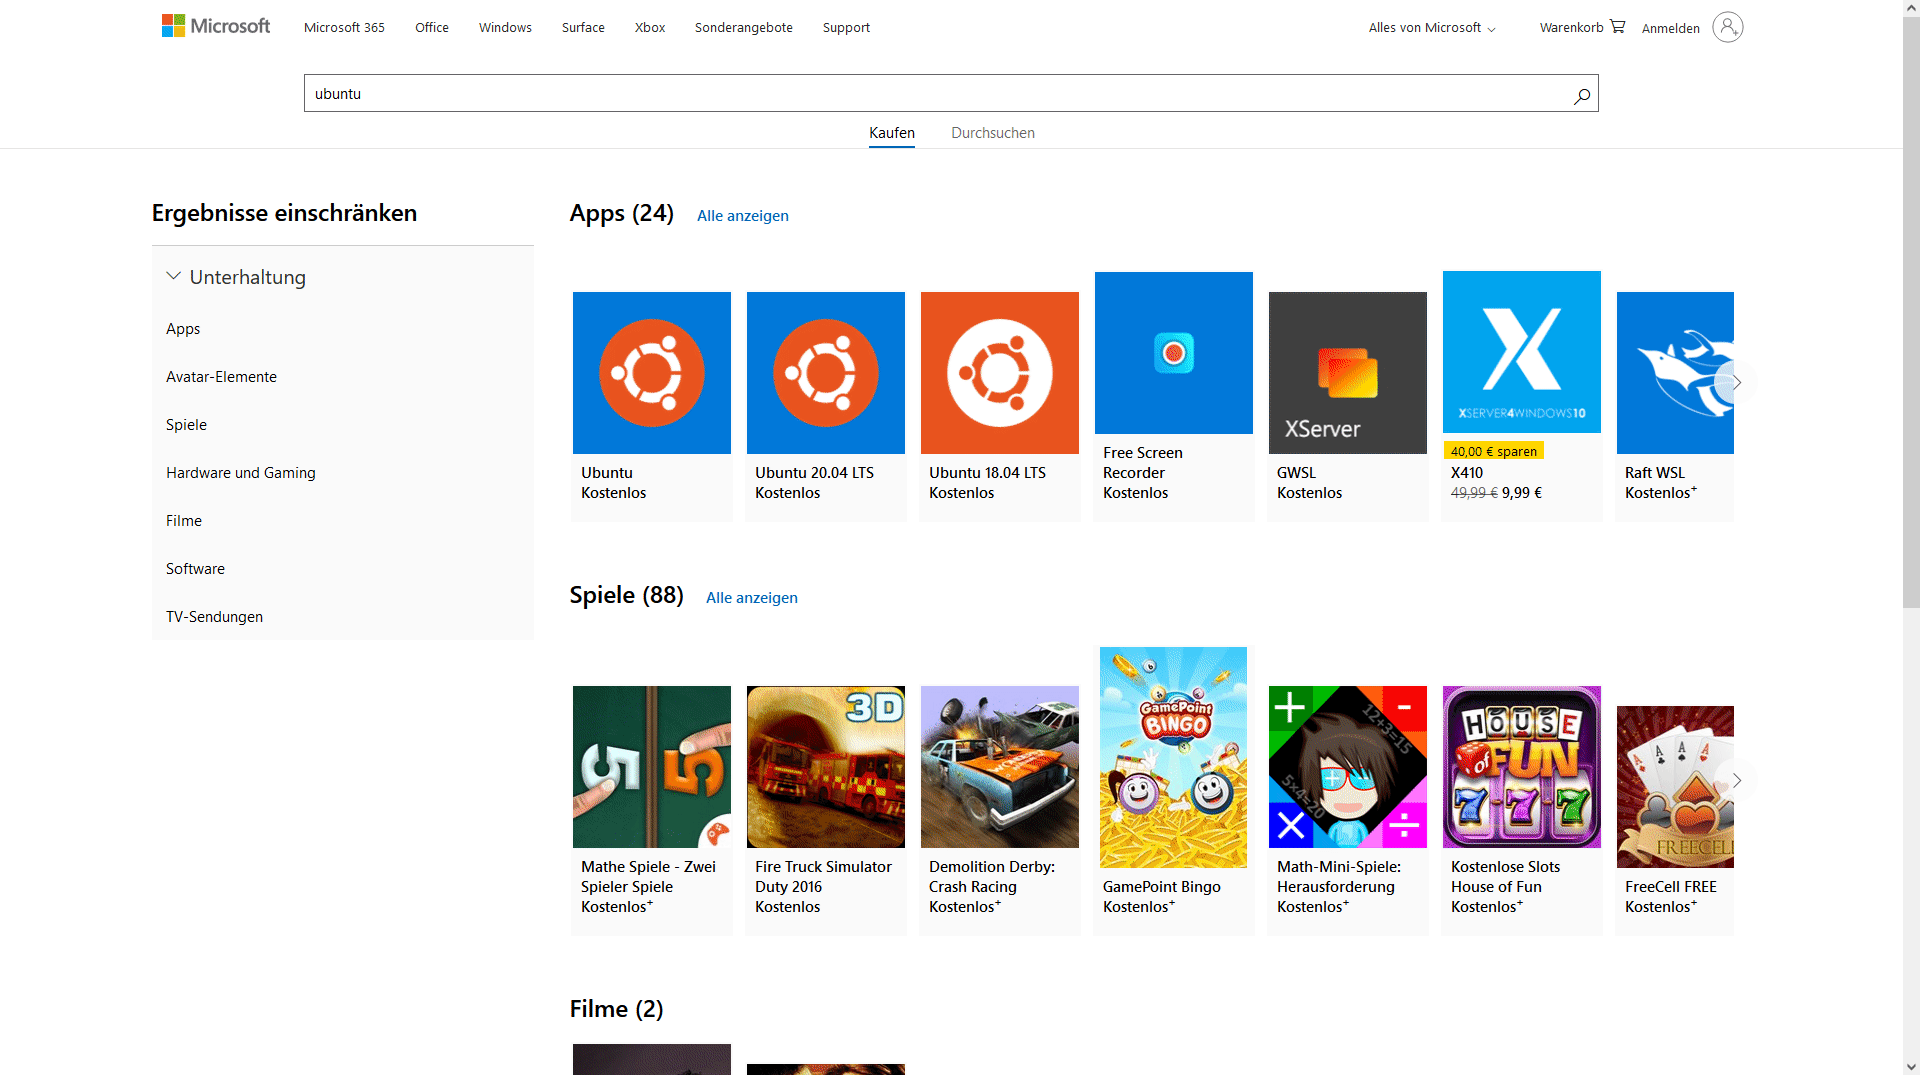 Microsoft
Microsoft 365
Office
Windows
Surface
Xbox
Sonderangebote
Support
Alles von Microsoft
Warenkorb
Anmelden
ubuntu
Kaufen
Durchsuchen
Ergebnisse einschränken
Unterhaltung
Apps
Avatar-Elemente
Spiele
Hardware und Gaming
Filme
Software
TV-Sendungen
Apps (24)
Alle anzeigen
Ubuntu
Kostenlos
Ubuntu 20.04 LTS
Kostenlos
Ubuntu 18.04 LTS
Kostenlos
Free Screen
Recorder
Kostenlos
XServer
GWSL
Kostenlos
X
XSERVER4WINDOWS10
40,00 € sparen
X410
49,99 € 9,99 €
Raft WSL
Kostenlos+
Spiele (88)
Alle anzeigen
5 5
Mathe Spiele - Zwei
Spieler Spiele
Kostenlos+
3D
Fire Truck Simulator
Duty 2016
Kostenlos
Demolition Derby:
Crash Racing
Kostenlos+
GamePoint
BINGO
GamePoint Bingo
Kostenlos+
+ -
12+3=15
5x4=20
× ÷
Math-Mini-Spiele:
Herausforderung
Kostenlos+
HOUSE
of FUN
7 7 7
Kostenlose Slots
House of Fun
Kostenlos+
A A A A
FREECELL
FreeCell FREE
Kostenlos+
Filme (2)